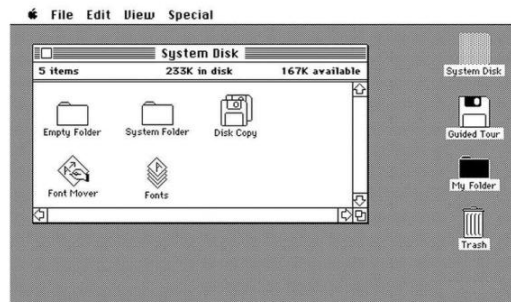 File Edit View Special
System Disk
5 items 233K in disk 167K available
Empty Folder System Folder Disk Copy
Font Mover Fonts
System Disk
Guided Tour
My Folder
Trash